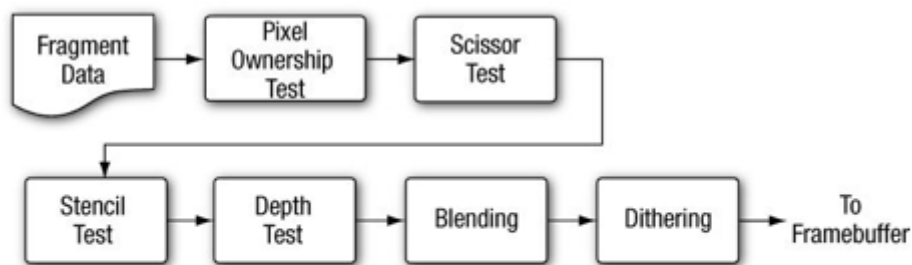 Fragment
Data
Pixel
Ownership
Test
Scissor
Test
Stencil
Test
Depth
Test
Blending
Dithering
To
Framebuffer